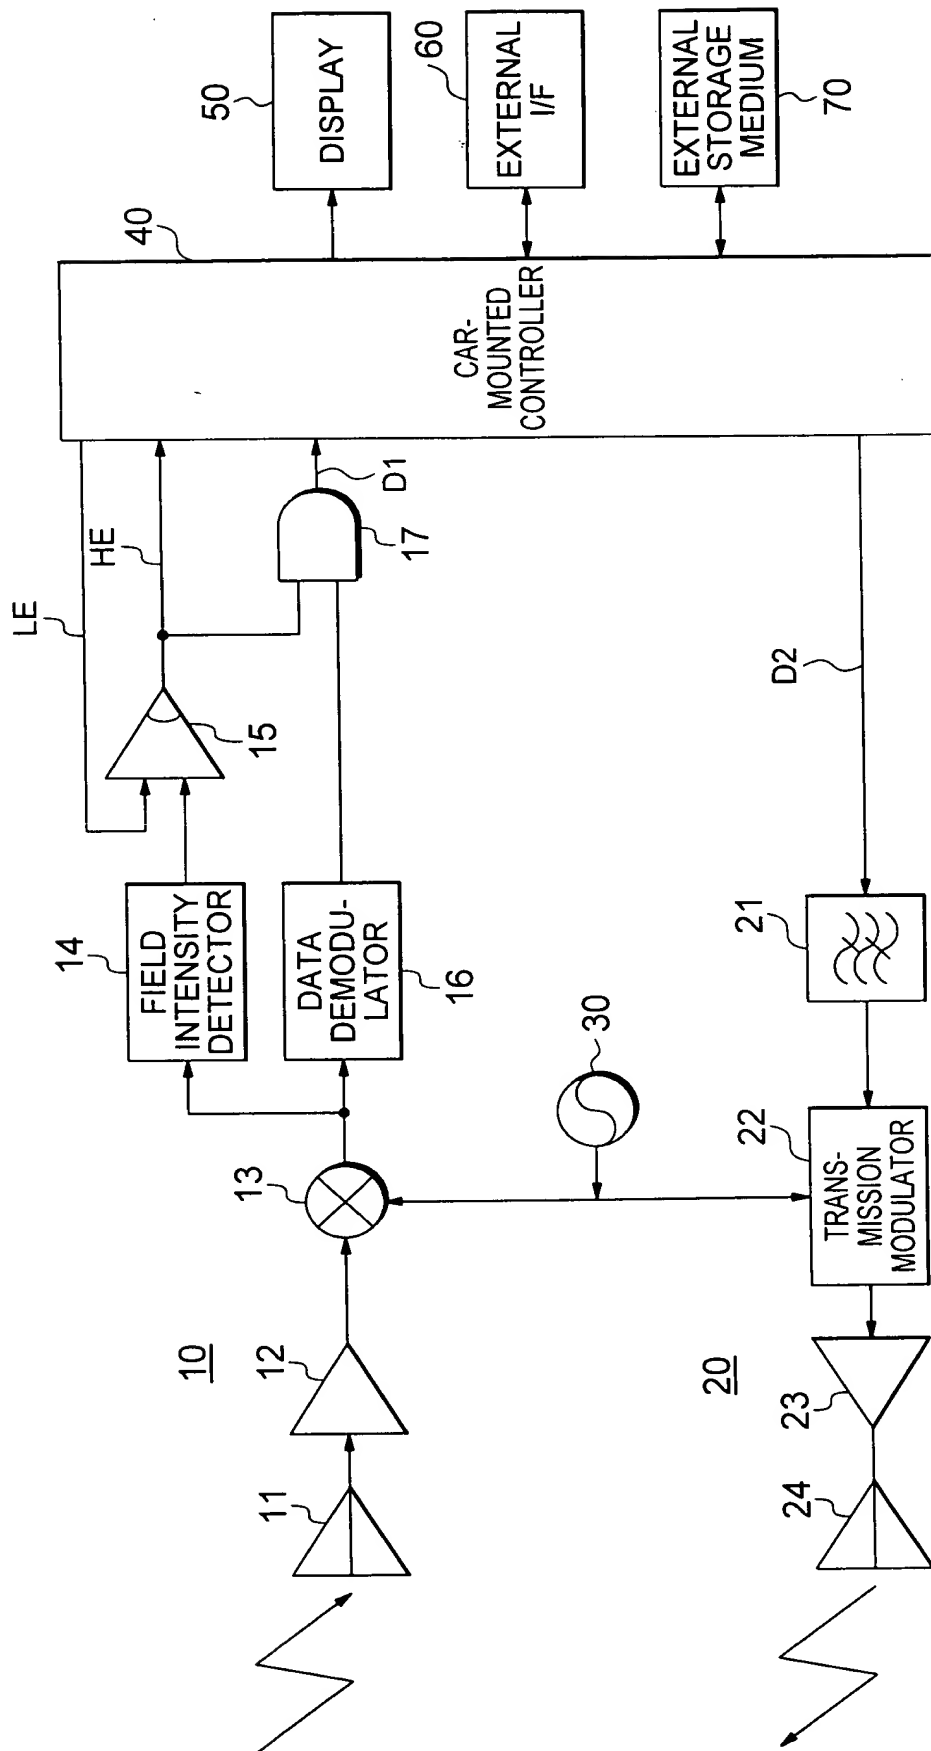 50
DISPLAY
60
EXTERNAL
I/F
EXTERNAL
STORAGE
MEDIUM
70
40
CAR-
MOUNTED
CONTROLLER
LE
HE
D1
17
15
14
FIELD
INTENSITY
DETECTOR
DATA
DEMODU-
LATOR
16
D2
21
13
30
22
TRANS-
MISSION
MODULATOR
10
12
11
20
23
24